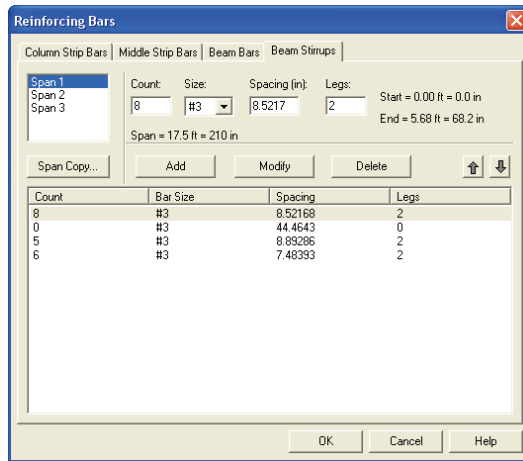 Reinforcing Bars
Column Strip Bars Middle Strip Bars Beam Bars Beam Stirrups
Span 1
Span 2
Span 3
Count: Size: Spacing (in): Legs:
8 #3 8.5217 2
Start = 0.00 ft = 0.0 in
End = 5.68 ft = 68.2 in
Span = 17.5 ft = 210 in
Span Copy... Add Modify Delete
Count Bar Size Spacing Legs
8 #3 8.52168 2
0 #3 44.4643 0
5 #3 8.89286 2
6 #3 7.48393 2
OK Cancel Help